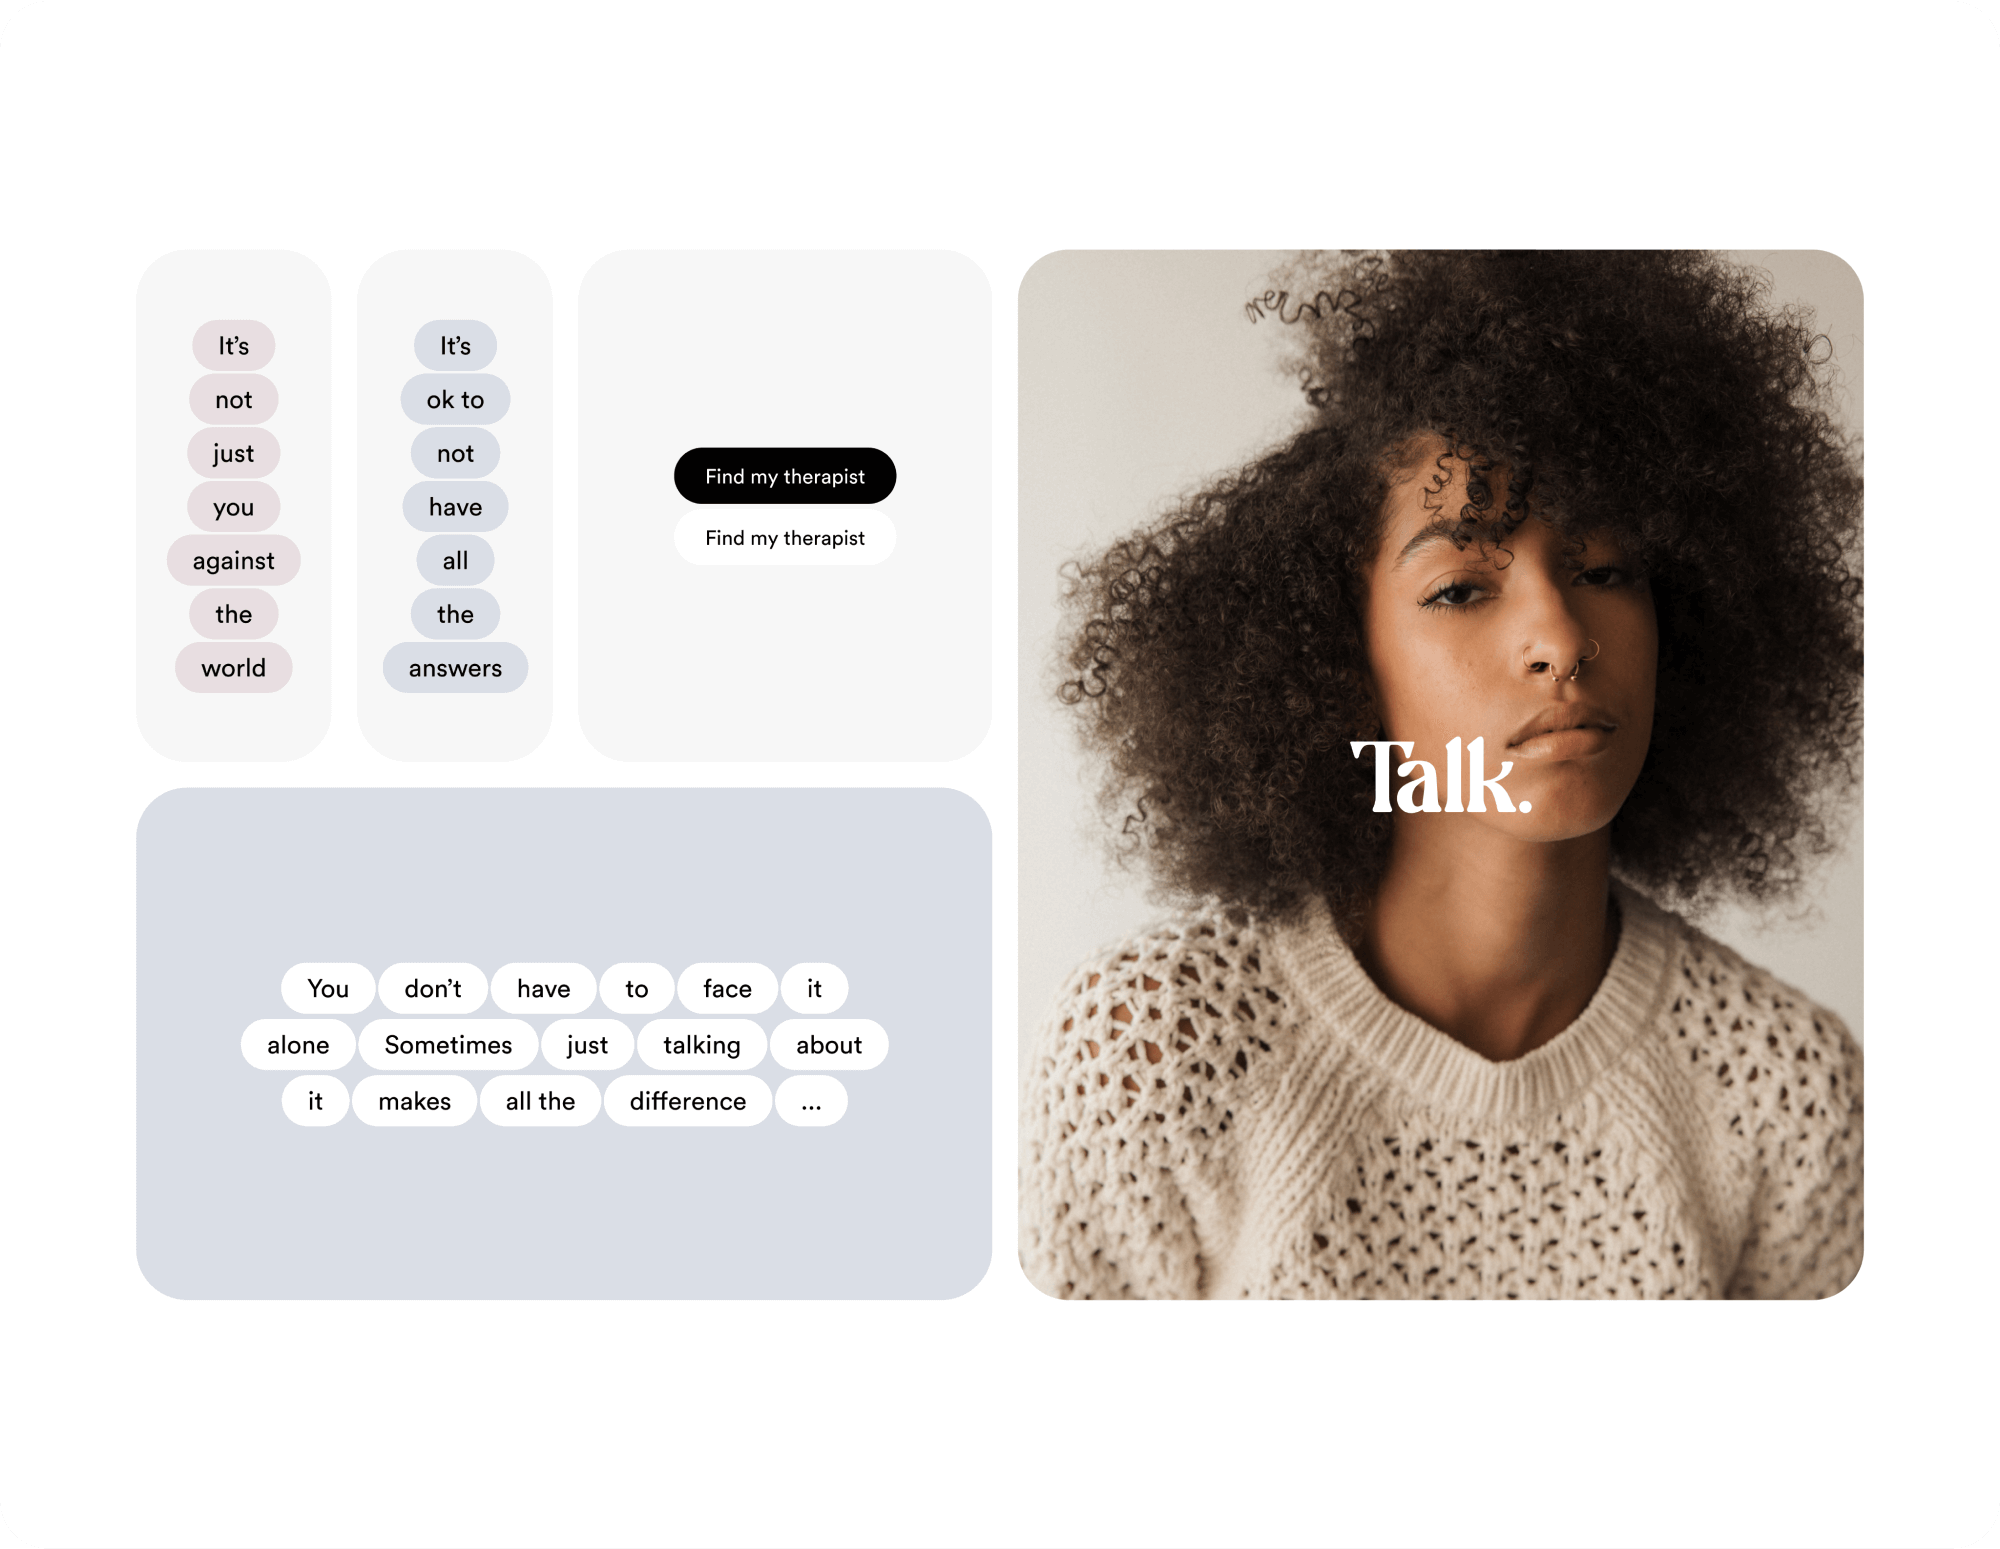 It’s
not
just
you
against
the
world
It’s
ok to
not
have
all
the
answers
Find my therapist
Find my therapist
You don’t have to face it
alone Sometimes just talking about
it makes all the difference ...
Talk.